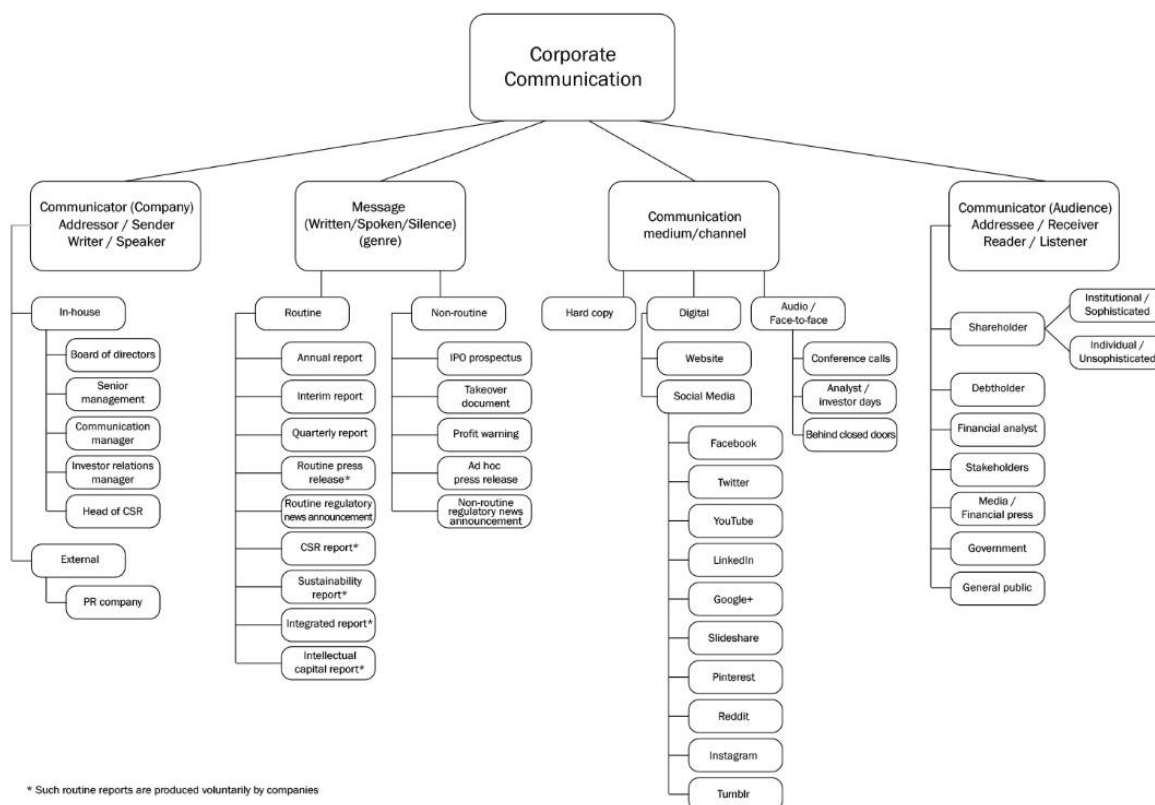 Corporate
Communication
Communicator (Company)
Addressor / Sender
Writer / Speaker
In-house
Board of directors
Senior
management
Communication
manager
Investor relations
manager
Head of CSR
External
PR company
Message
(Written/Spoken/Silence)
(genre)
Routine
Annual report
Interim report
Quarterly report
Routine press
release*
Routine regulatory
news announcement
CSR report*
Sustainability
report*
Integrated report*
Intellectual
capital report*
Non-routine
IPO prospectus
Takeover
document
Profit warning
Ad hoc
press release
Non-routine
regulatory news
announcement
Communication
medium/channel
Hard copy
Digital
Website
Social Media
Facebook
Twitter
YouTube
LinkedIn
Google+
Slideshare
Pinterest
Reddit
Instagram
Tumblr
Audio /
Face-to-face
Conference calls
Analyst /
investor days
Behind closed doors
Communicator (Audience)
Addressee / Receiver
Reader / Listener
Shareholder
Institutional /
Sophisticated
Individual /
Unsophisticated
Debtholder
Financial analyst
Stakeholders
Media /
Financial press
Government
General public
* Such routine reports are produced voluntarily by companies